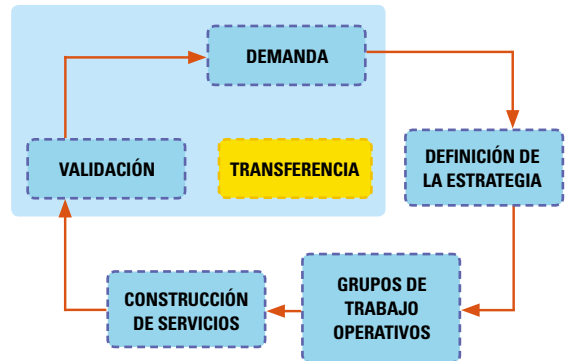 DEMANDA
VALIDACIÓN
TRANSFERENCIA
DEFINICIÓN DE
LA ESTRATEGIA
CONSTRUCCIÓN
DE SERVICIOS
GRUPOS DE
TRABAJO
OPERATIVOS